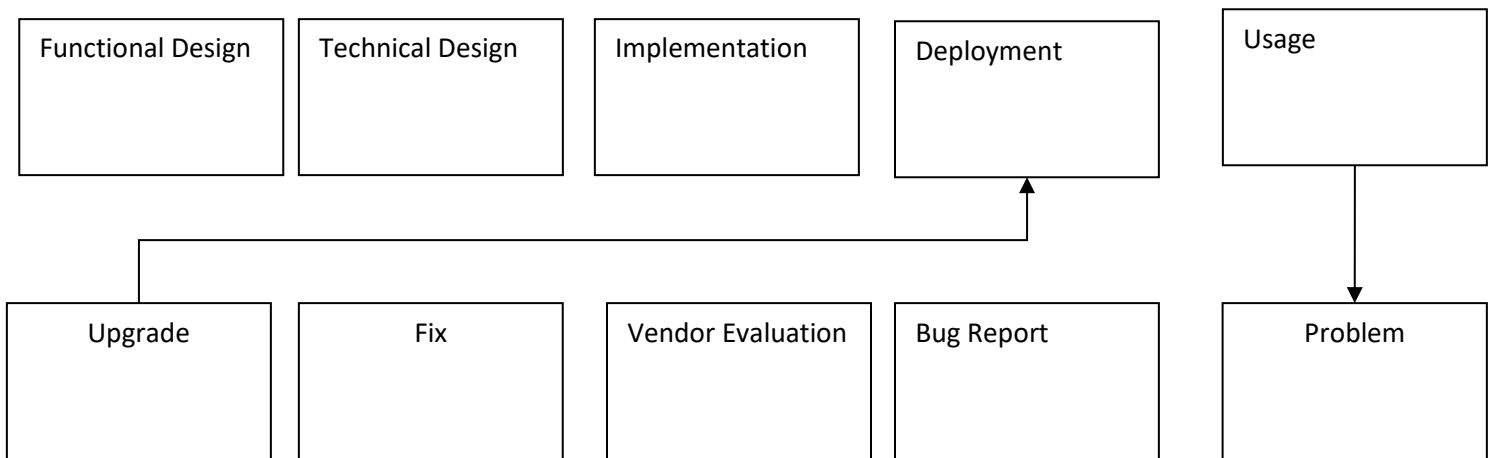 Functional Design
Technical Design
Implementation
Deployment
Usage
Upgrade
Fix
Vendor Evaluation
Bug Report
Problem